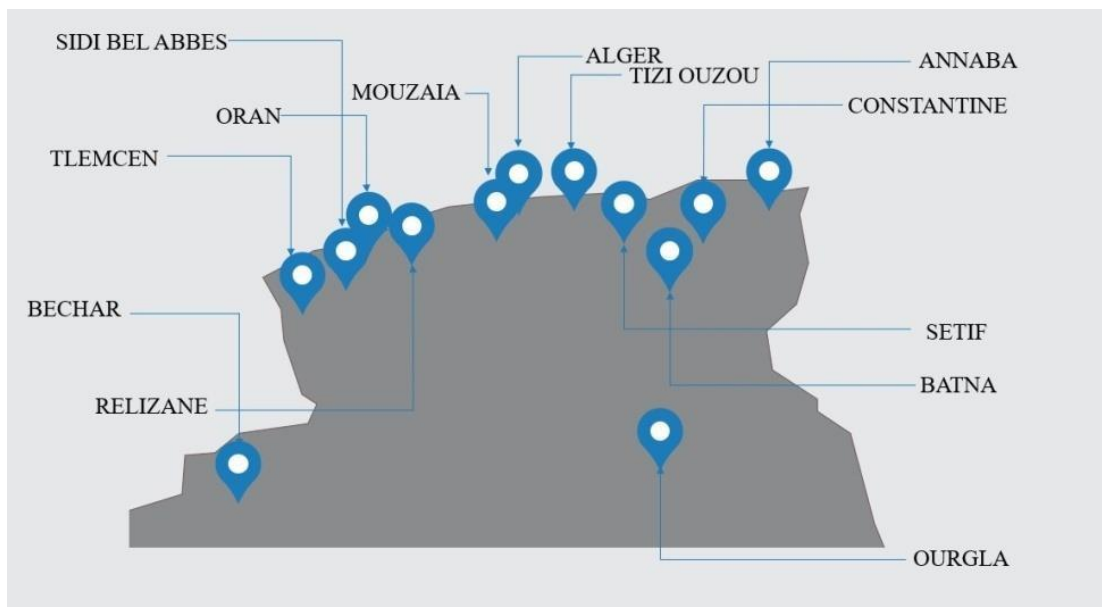 SIDI BEL ABBES
ALGER
TIZI OUZOU
ANNABA
MOUZAIA
CONSTANTINE
ORAN
TLEMCEN
BECHAR
SETIF
BATNA
RELIZANE
OURGLA